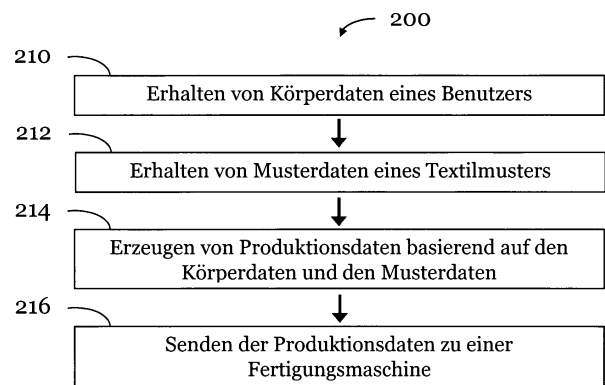 200
210
Erhalten von Körperdaten eines Benutzers
212
Erhalten von Musterdaten eines Textilmusters
214
Erzeugen von Produktionsdaten basierend auf den
Körperdaten und den Musterdaten
216
Senden der Produktionsdaten zu einer
Fertigungsmaschine